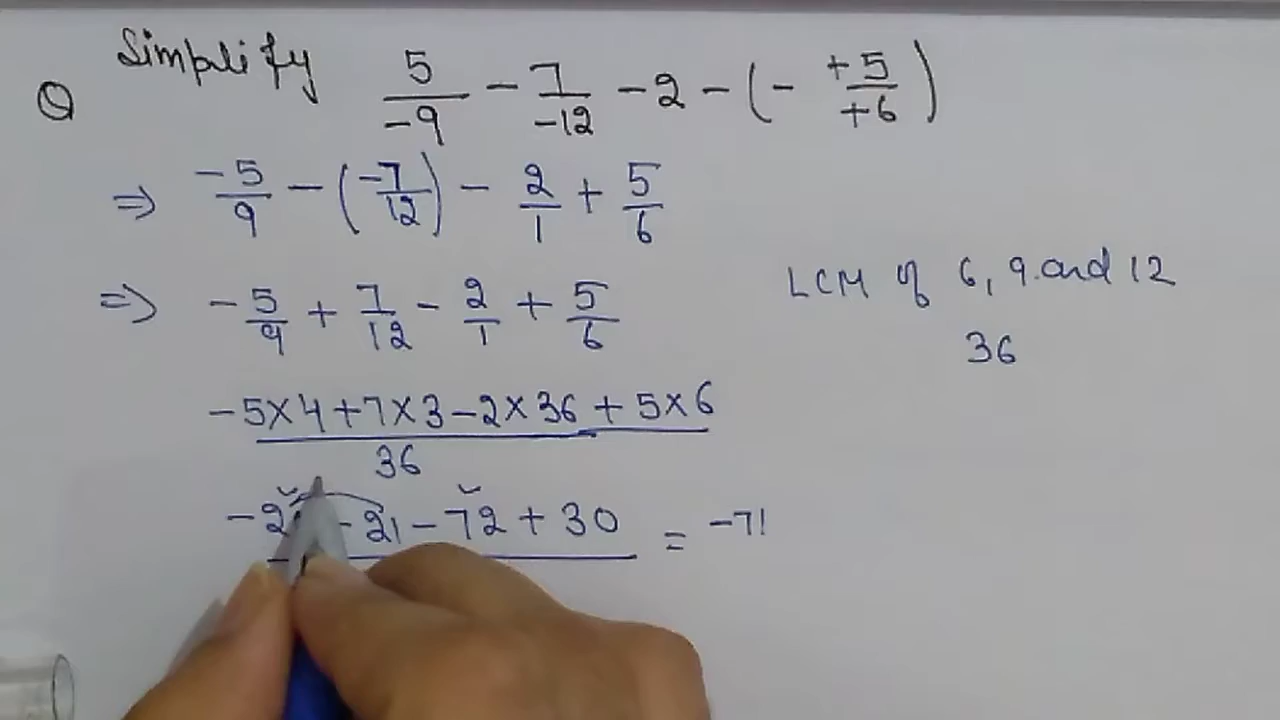 Simplify 5/-9 - 7/-12 - 2 - (- +5/+6)
Q
⇒ -5/9 - (-7/12) - 2/1 + 5/6
LCM of 6, 9 and 12
⇒ -5/9 + 7/12 - 2/1 + 5/6
36
-5×4+7×3-2×36+5×6
36
-21-72+30 = -71